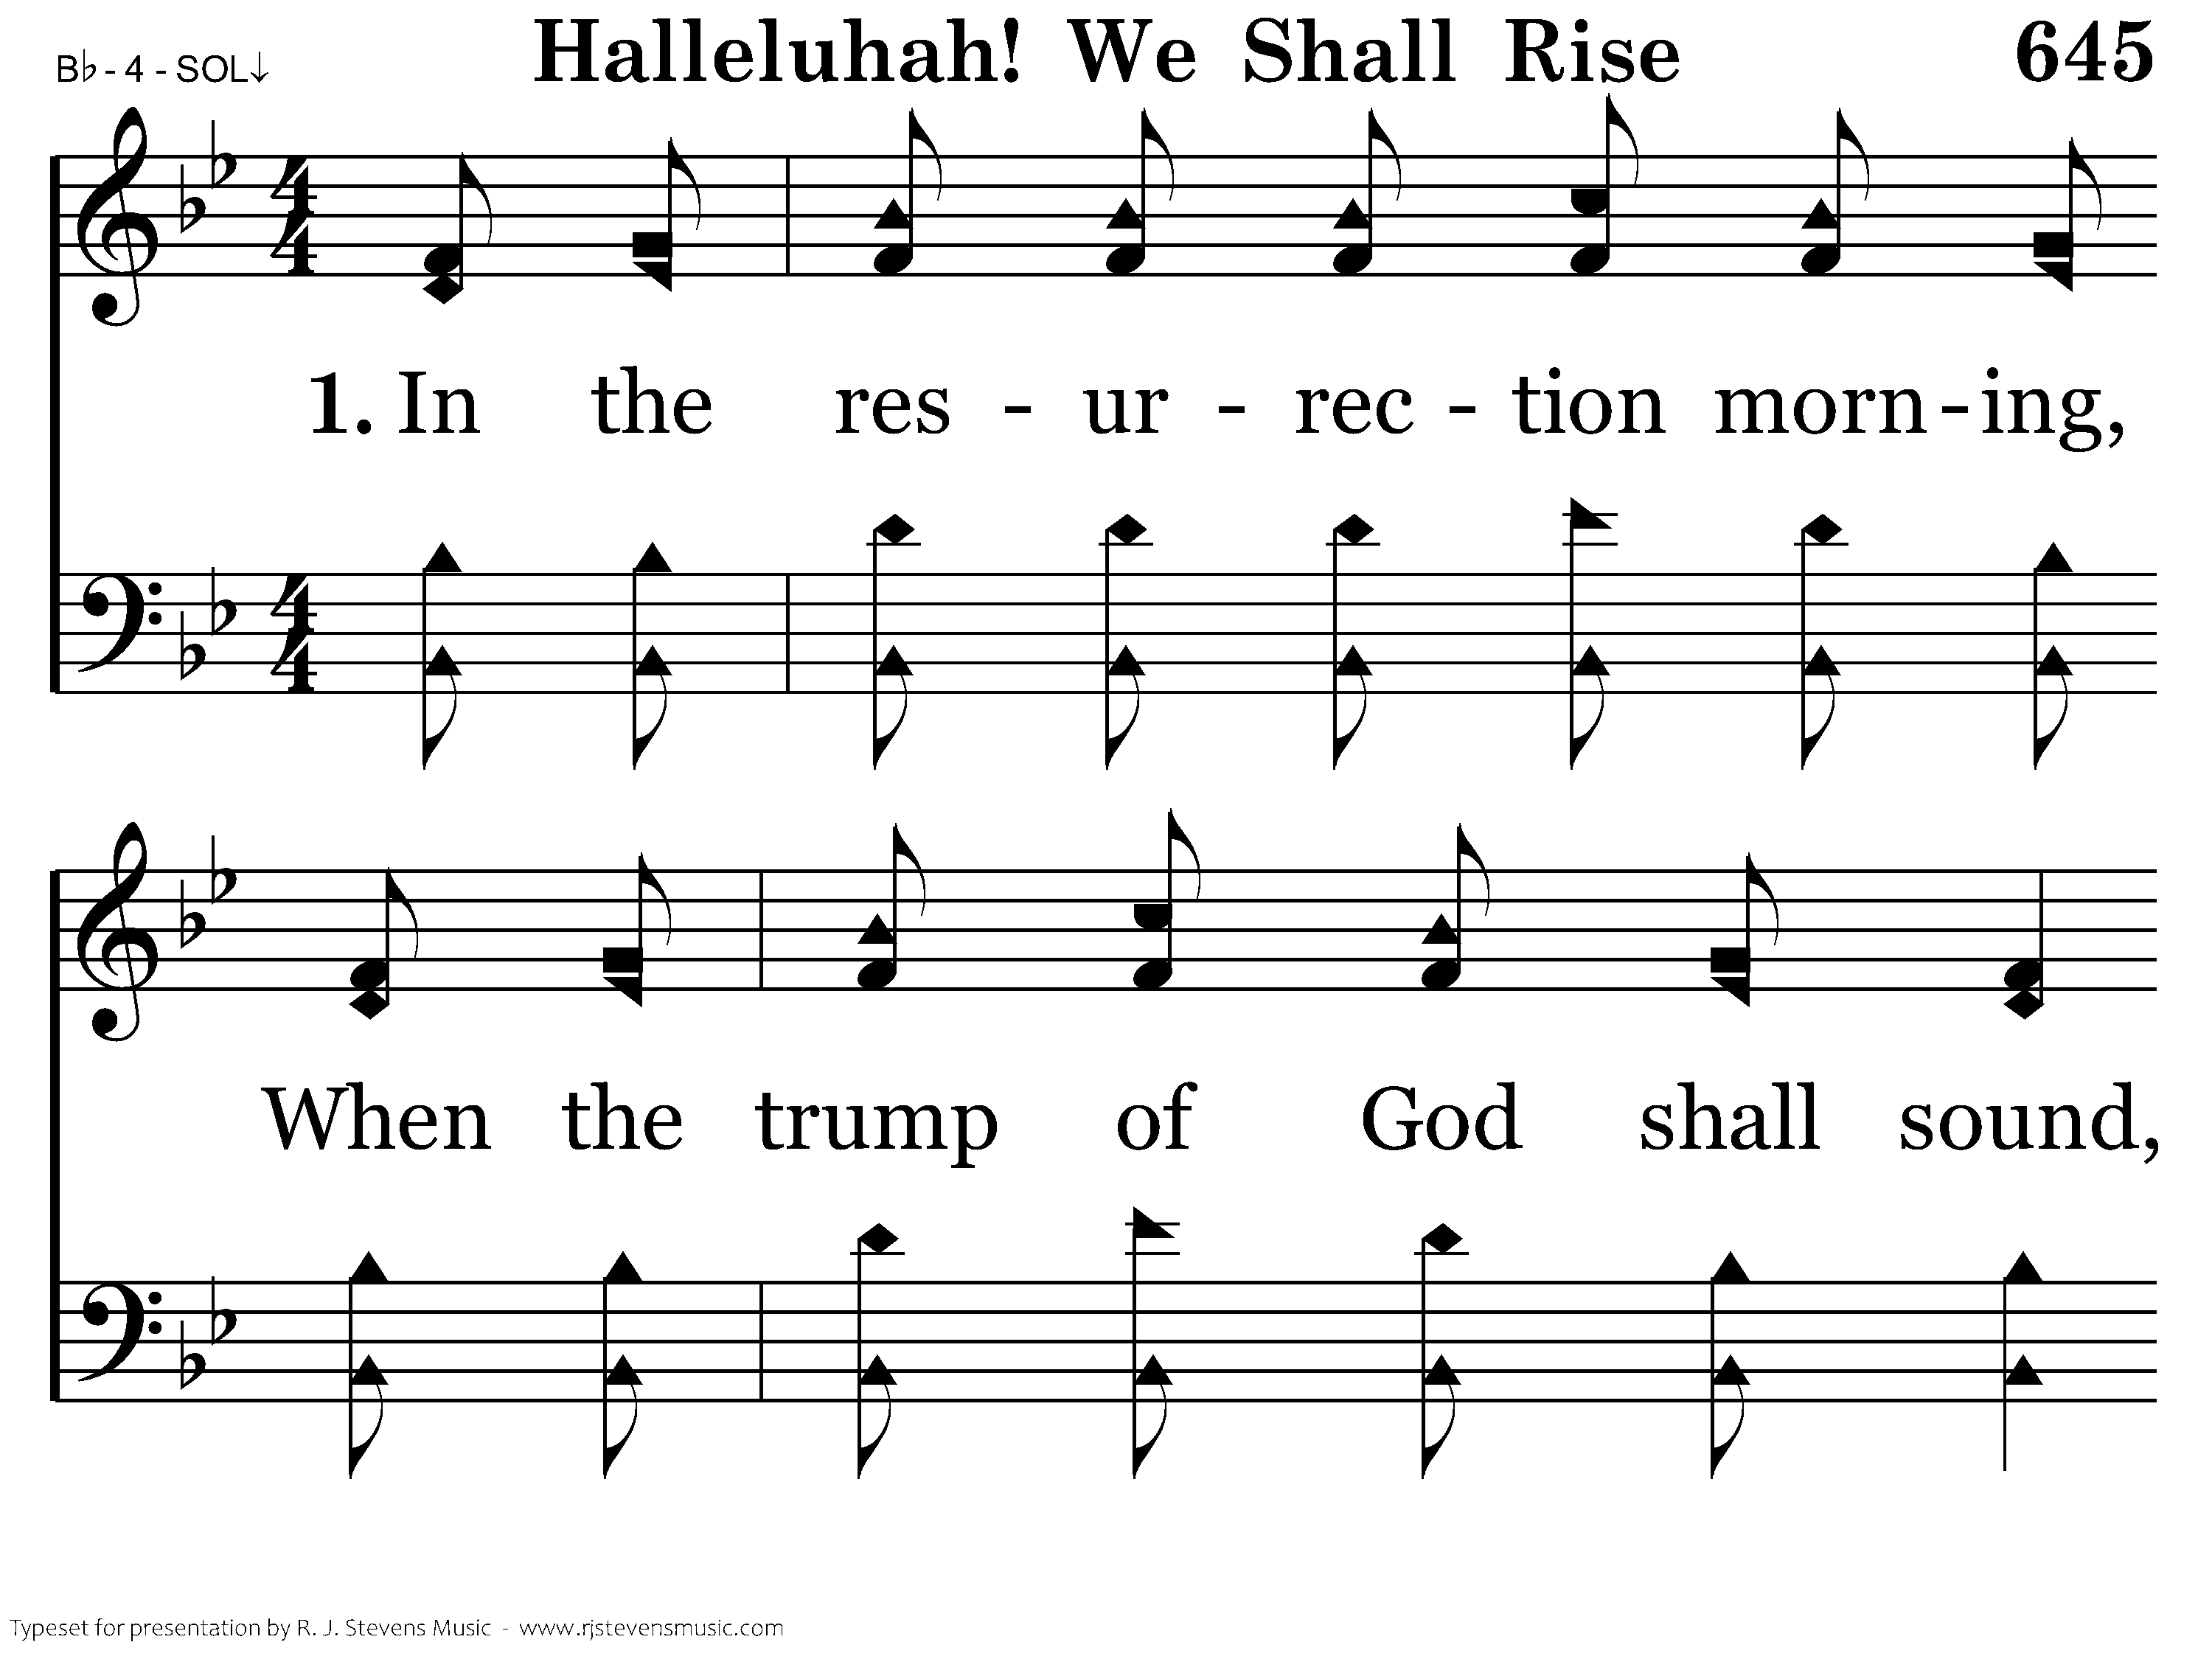 B♭ - 4 - SOL↓ Halleluhah! We Shall Rise 645
1. In the res - ur - rec - tion morn - ing,
When the trump of God shall sound,
Typeset for presentation by R. J. Stevens Music - www.rjstevensmusic.com